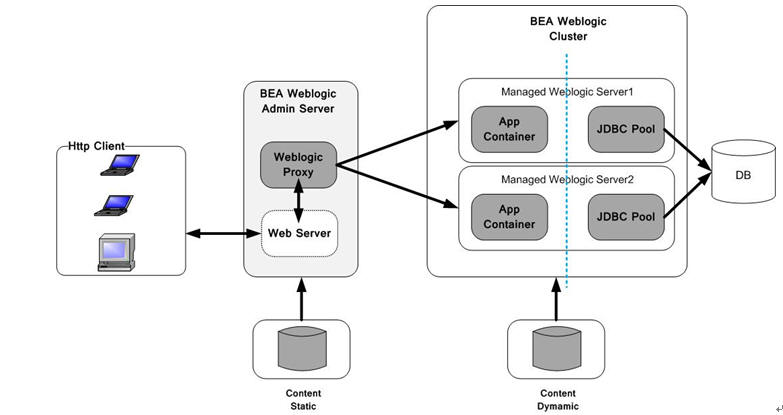 BEA Weblogic
Cluster
BEA Weblogic
Admin Server
Managed Weblogic Server1
App
Container
JDBC Pool
Http Client
Weblogic
Proxy
DB
Managed Weblogic Server2
App
Container
JDBC Pool
Web Server
Content
Static
Content
Dymamic